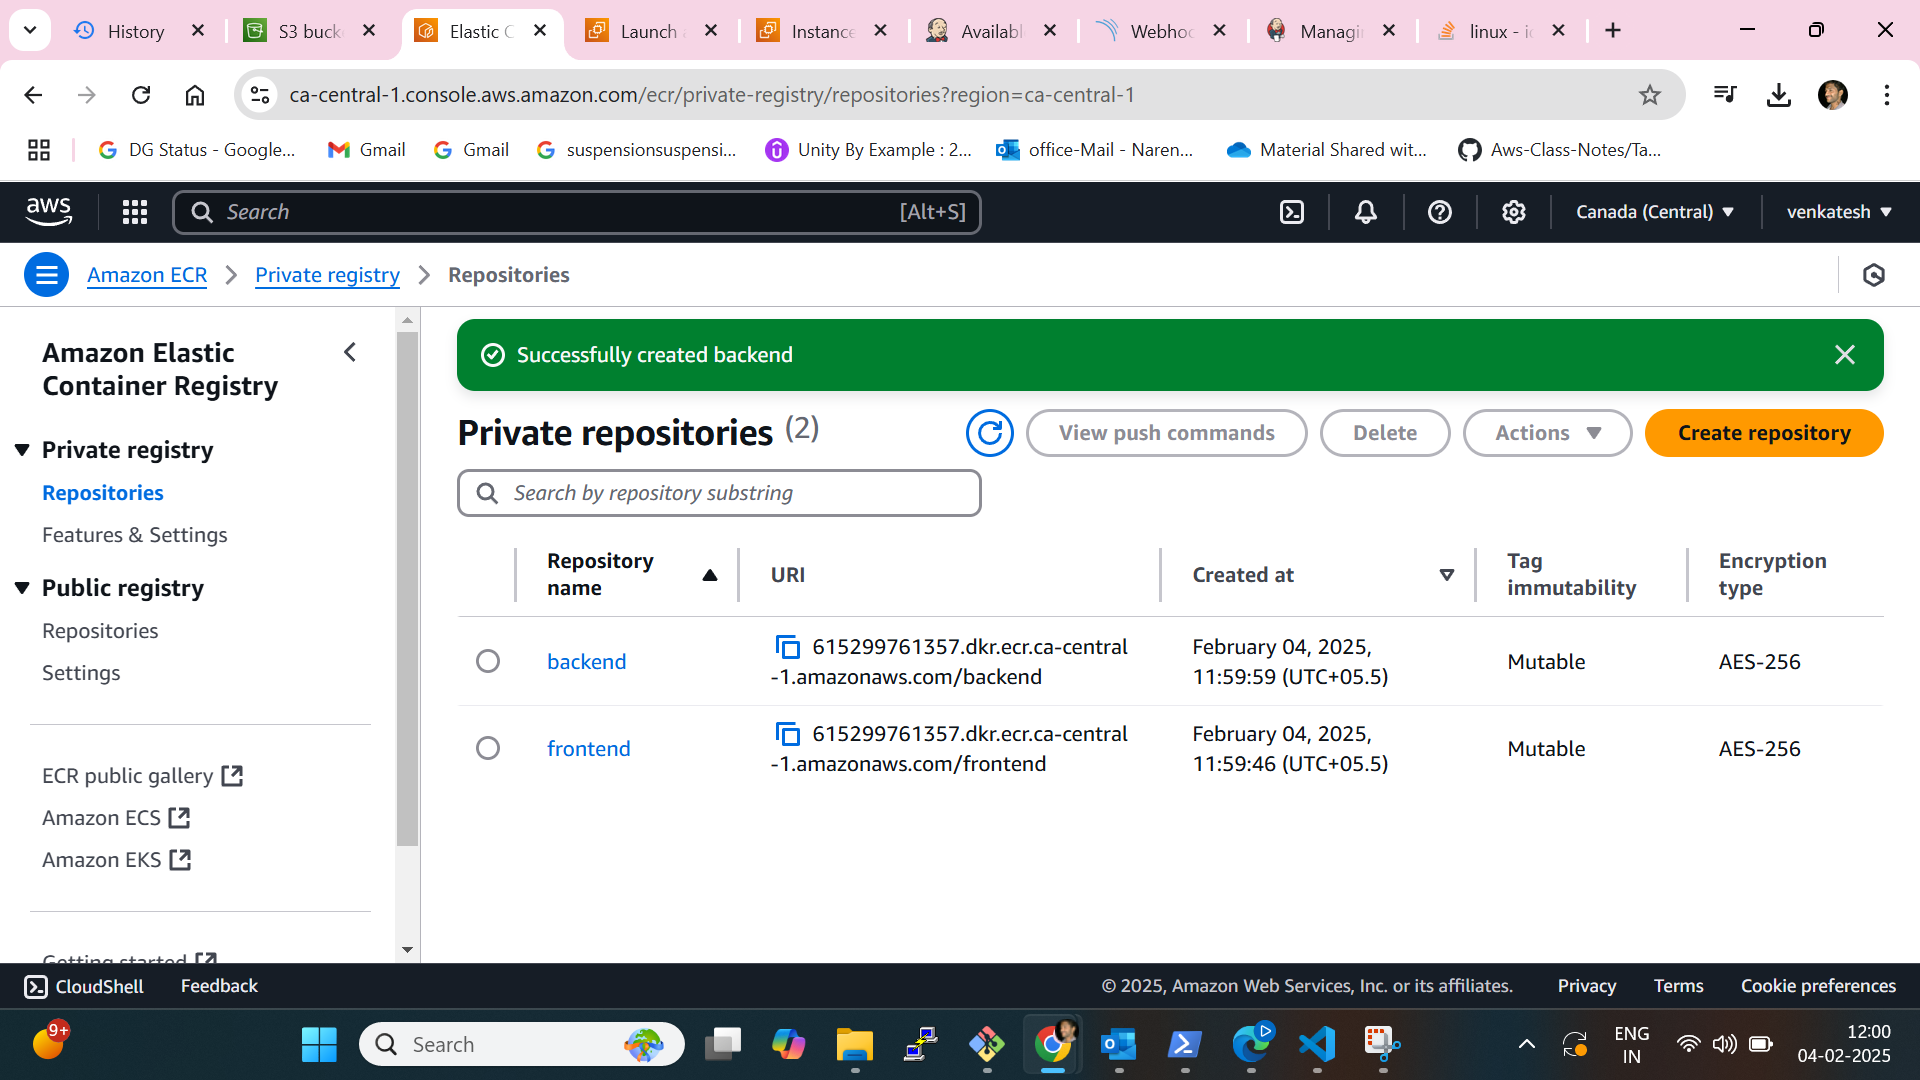 History
S3 buck
Elastic C
Launch a
Instance
Availabl
Webhoo
Managi
linux - ic
ca-central-1.console.aws.amazon.com/ecr/private-registry/repositories?region=ca-central-1
DG Status - Google...
Gmail
Gmail
suspensionsuspensi...
Unity By Example : 2...
office-Mail - Naren...
Material Shared wit...
Aws-Class-Notes/Ta...
aws
Search
[Alt+S]
Canada (Central)
venkatesh
Amazon ECR
Private registry
Repositories
Amazon Elastic
Container Registry
Private registry
Repositories
Features & Settings
Public registry
Repositories
Settings
ECR public gallery
Amazon ECS
Amazon EKS
Getting started
Successfully created backend
Private repositories (2)
View push commands
Delete
Actions
Create repository
Search by repository substring
Repository
name
URI
Created at
Tag
immutability
Encryption
type
backend
615299761357.dkr.ecr.ca-central
-1.amazonaws.com/backend
February 04, 2025,
11:59:59 (UTC+05.5)
Mutable
AES-256
frontend
615299761357.dkr.ecr.ca-central
-1.amazonaws.com/frontend
February 04, 2025,
11:59:46 (UTC+05.5)
Mutable
AES-256
CloudShell
Feedback
© 2025, Amazon Web Services, Inc. or its affiliates.
Privacy
Terms
Cookie preferences
9+
Search
ENG
IN
12:00
04-02-2025